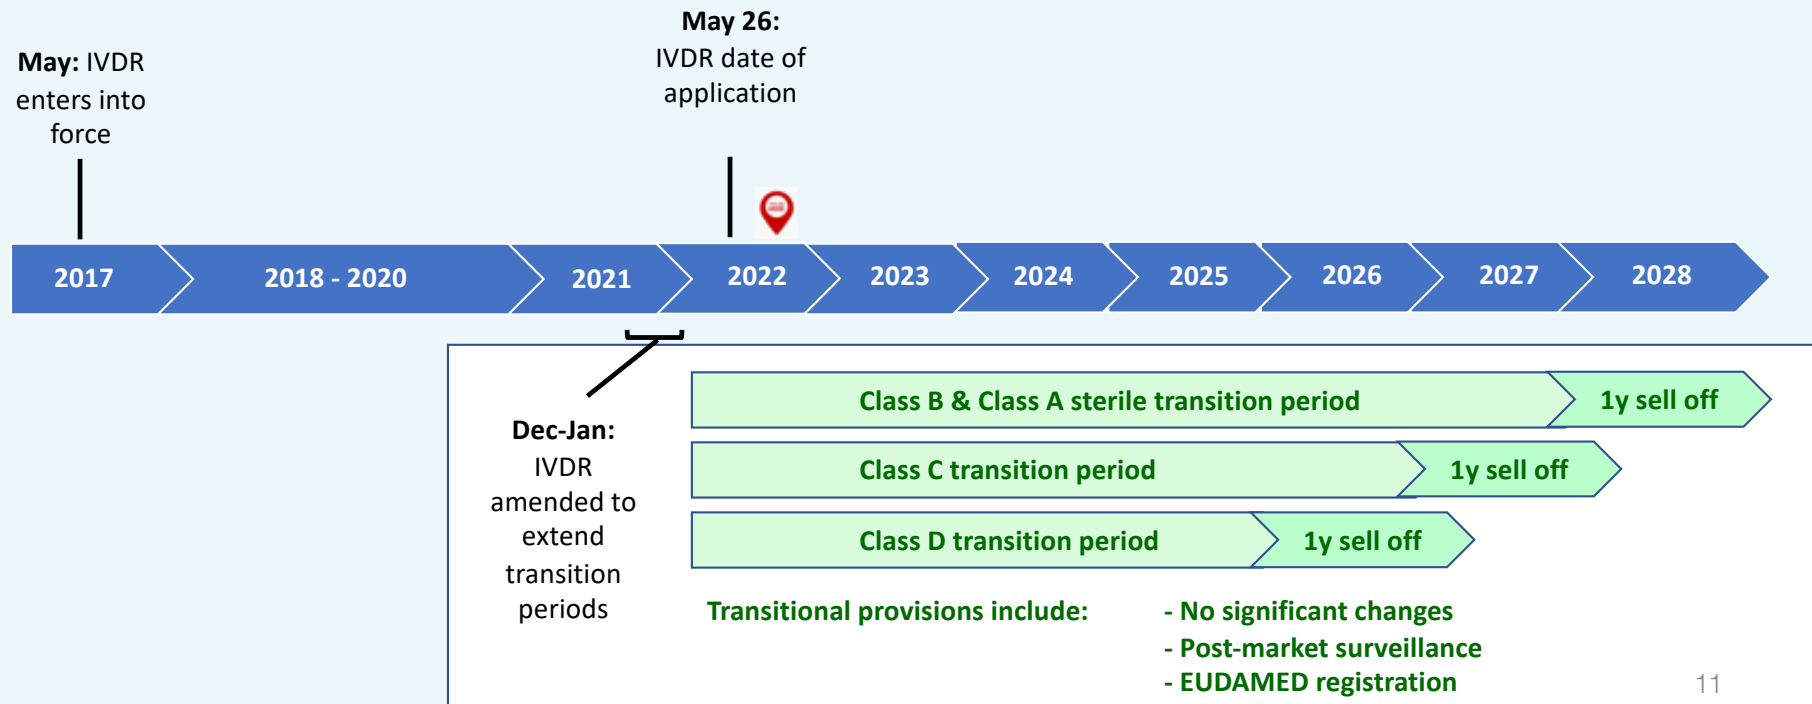 May: IVDR
enters into
force
May 26:
IVDR date of
application
2017
2018 - 2020
2021
2022
2023
2024
2025
2026
2027
2028
Dec-Jan:
IVDR
amended to
extend
transition
periods
Class B & Class A sterile transition period
1y sell off
Class C transition period
1y sell off
Class D transition period
1y sell off
Transitional provisions include:
- No significant changes
- Post-market surveillance
- EUDAMED registration
11